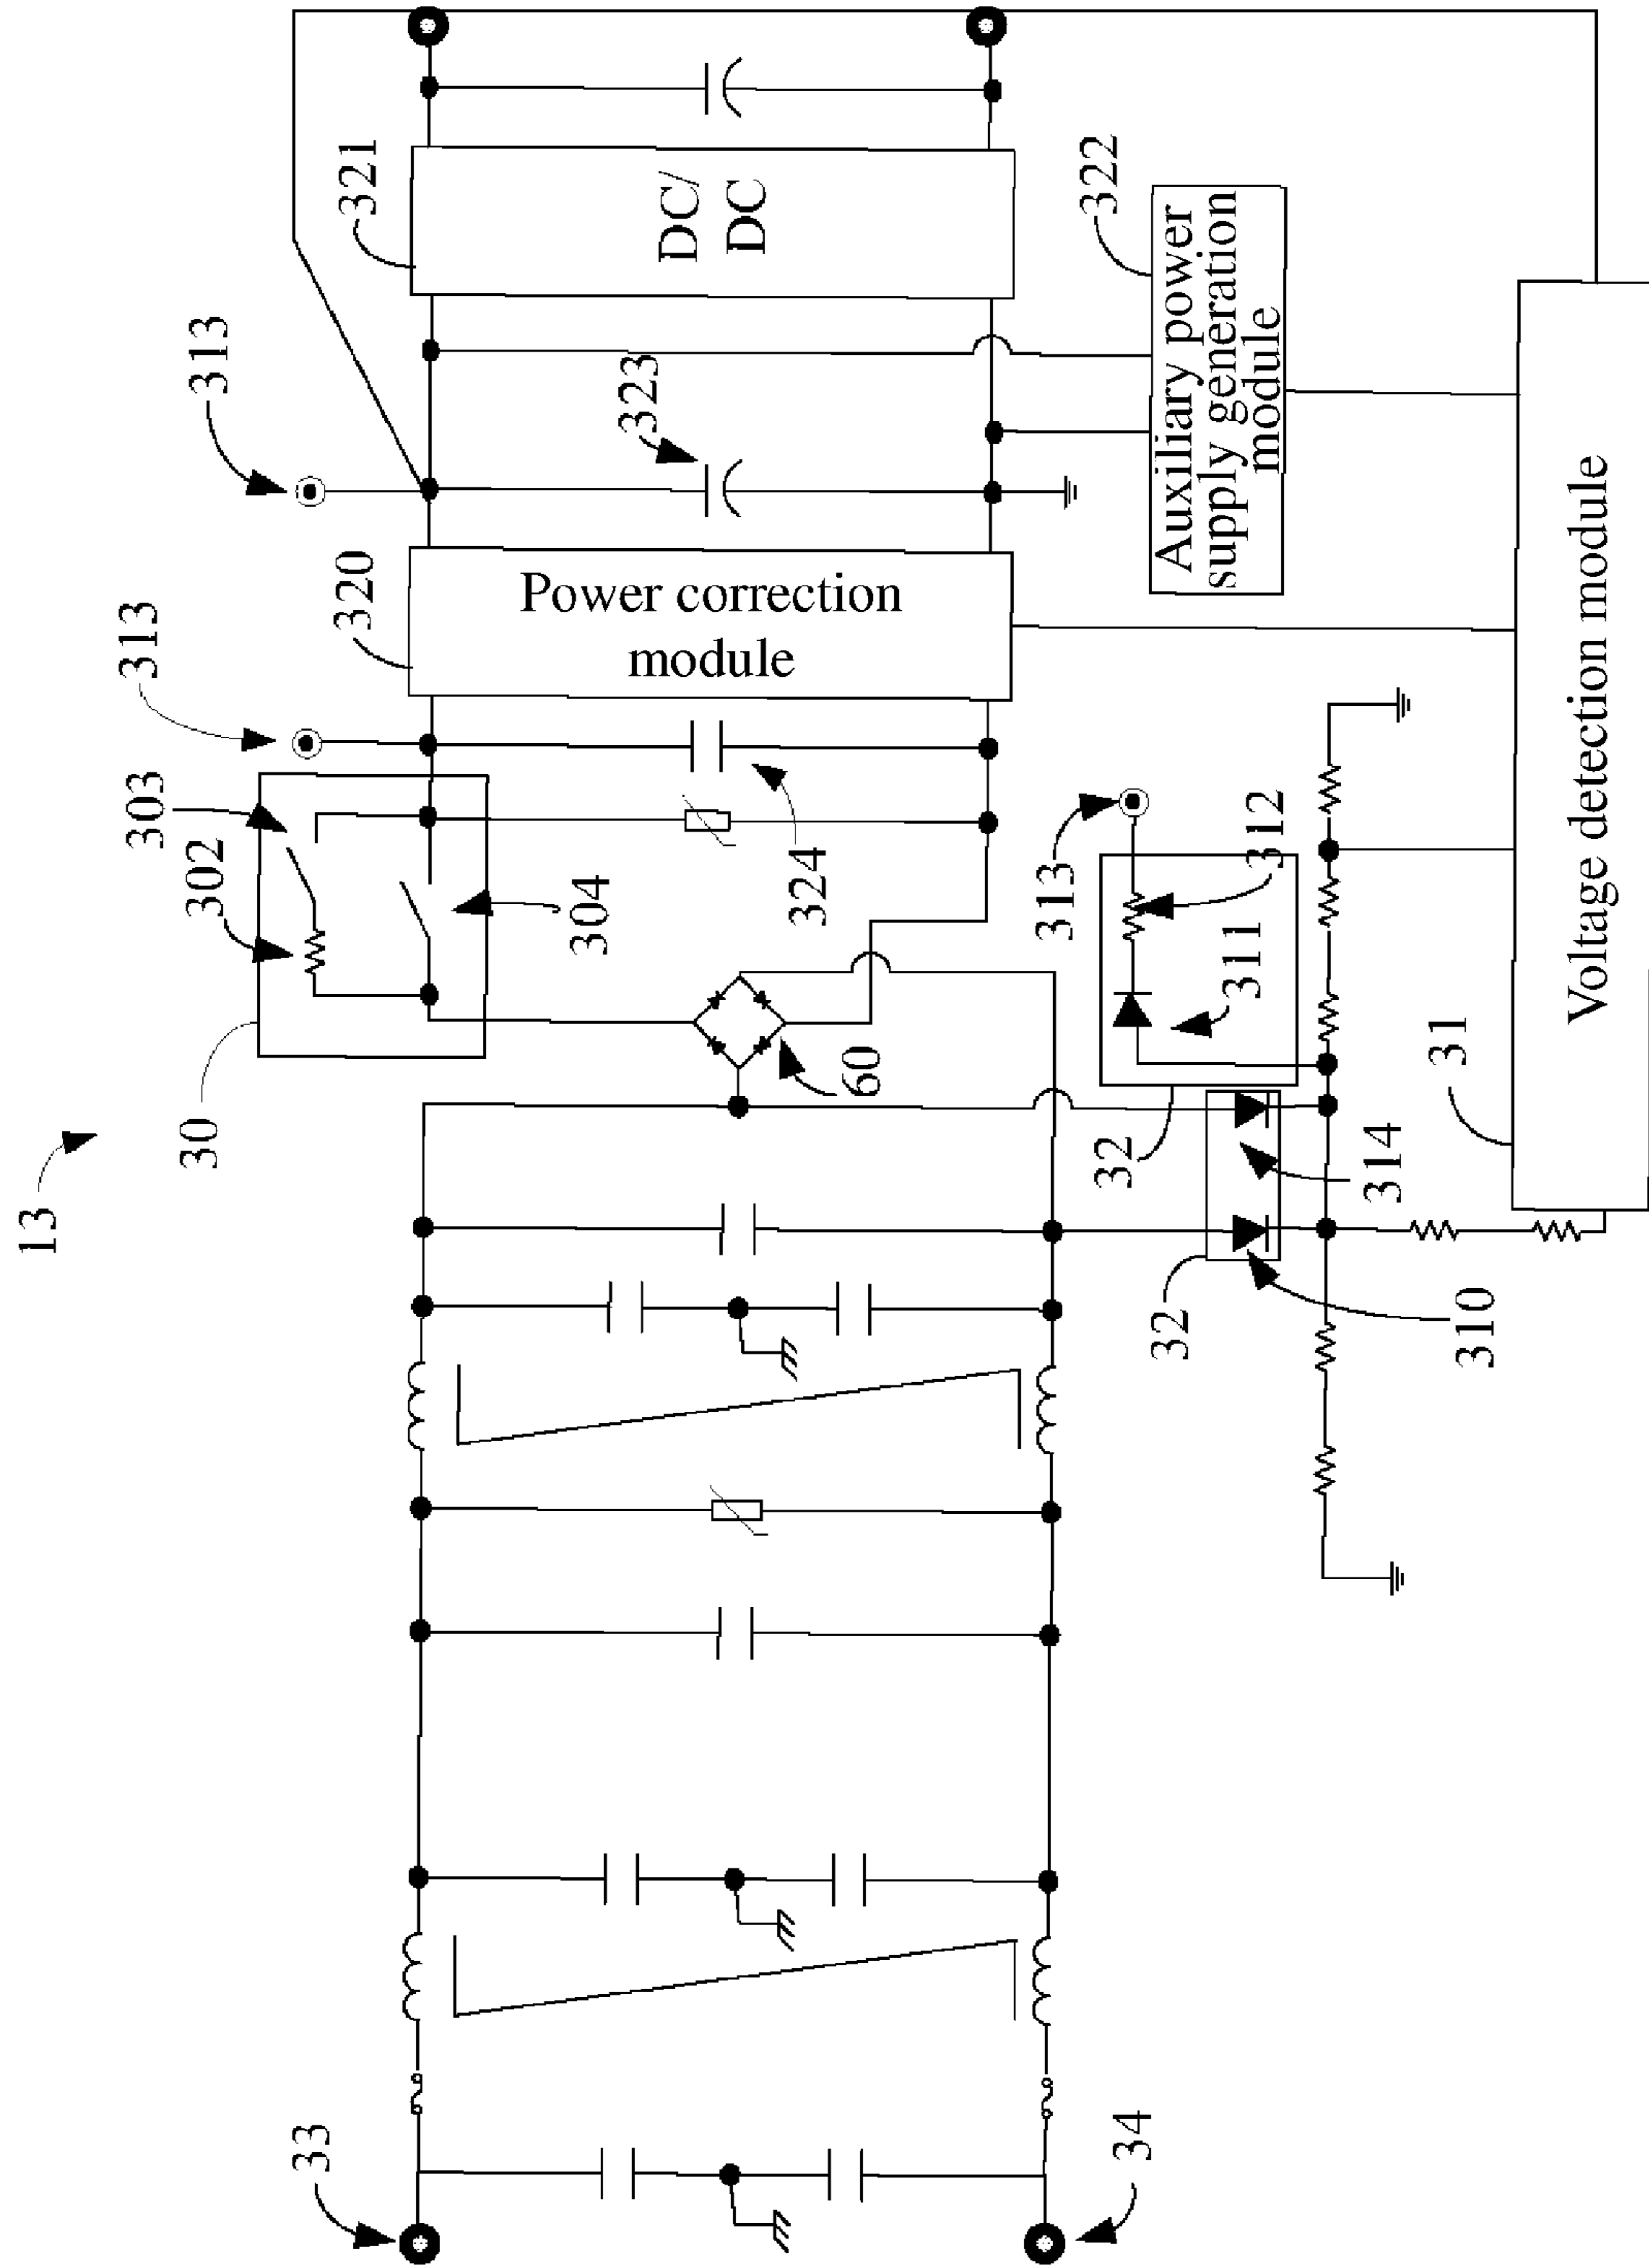 13
30
302
303
313
320
313
321
DC/
DC
323
Power correction
module
324
304
60
322
Auxiliary power
supply generation
module
313
312
311
32
32
314
310
31
Voltage detection module
33
34